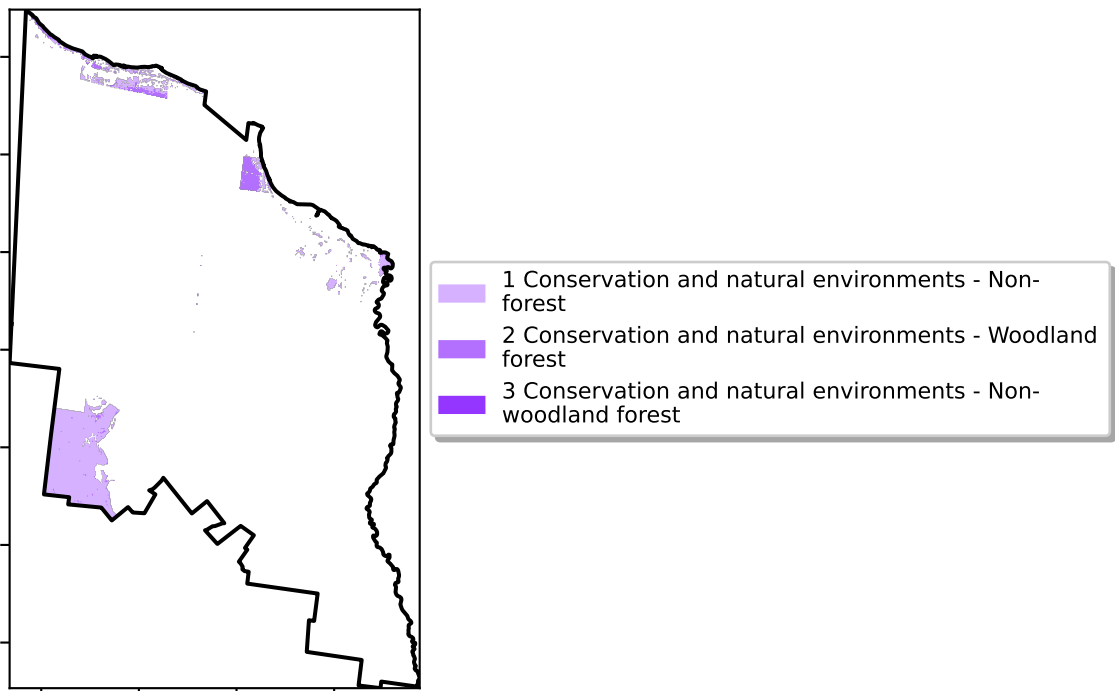 1 Conservation and natural environments - Non-
forest
2 Conservation and natural environments - Woodland
forest
3 Conservation and natural environments - Non-
woodland forest